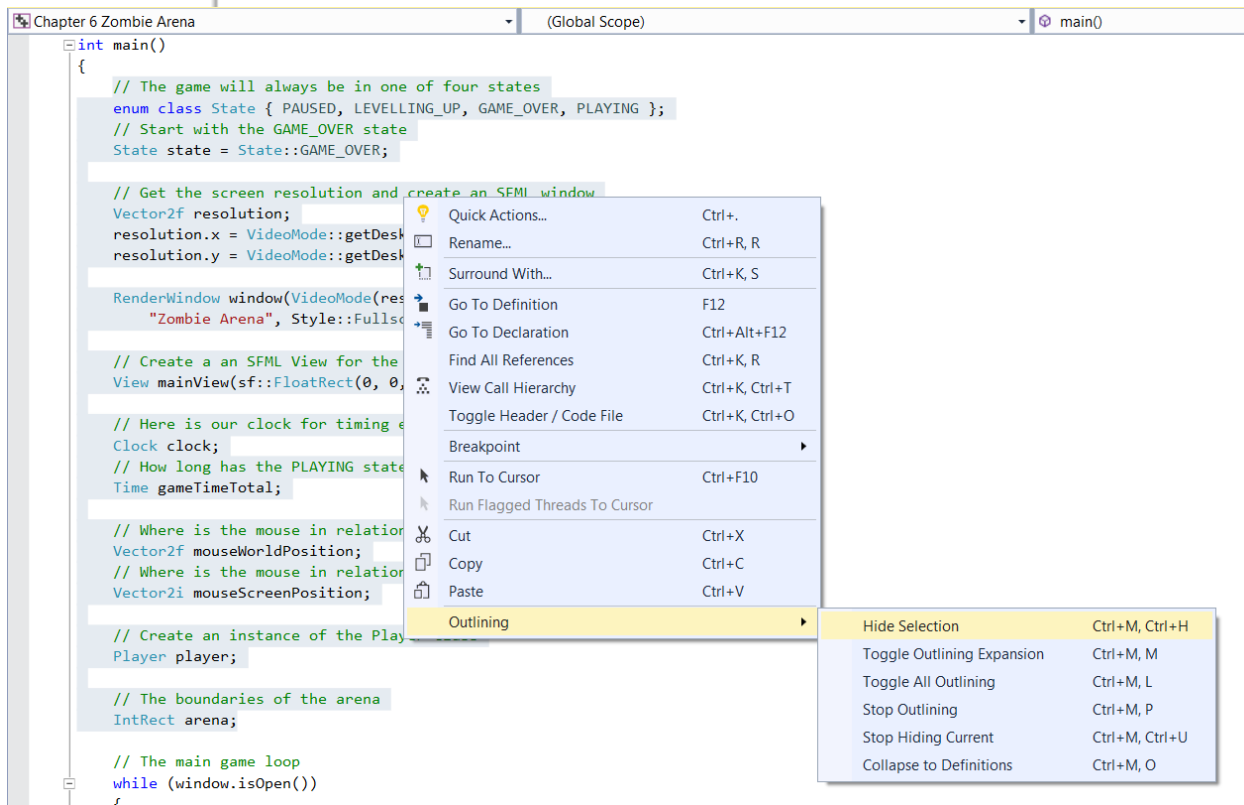 Chapter 6 Zombie Arena (Global Scope) main()
int main()
{
// The game will always be in one of four states
enum class State { PAUSED, LEVELLING_UP, GAME_OVER, PLAYING };
// Start with the GAME_OVER state
State state = State::GAME_OVER;
// Get the screen resolution and create an SFML window
Vector2f resolution;
resolution.x = VideoMode::getDesk
resolution.y = VideoMode::getDesk
RenderWindow window(VideoMode(res
"Zombie Arena", Style::Fullsc
// Create a an SFML View for the
View mainView(sf::FloatRect(0, 0,
// Here is our clock for timing e
Clock clock;
// How long has the PLAYING state
Time gameTimeTotal;
// Where is the mouse in relation
Vector2f mouseWorldPosition;
// Where is the mouse in relation
Vector2i mouseScreenPosition;
// Create an instance of the Player class
Player player;
// The boundaries of the arena
IntRect arena;
// The main game loop
while (window.isOpen())
{
Quick Actions... Ctrl+.
Rename... Ctrl+R, R
Surround With... Ctrl+K, S
Go To Definition F12
Go To Declaration Ctrl+Alt+F12
Find All References Ctrl+K, R
View Call Hierarchy Ctrl+K, Ctrl+T
Toggle Header / Code File Ctrl+K, Ctrl+O
Breakpoint
Run To Cursor Ctrl+F10
Run Flagged Threads To Cursor
Cut Ctrl+X
Copy Ctrl+C
Paste Ctrl+V
Outlining
Hide Selection Ctrl+M, Ctrl+H
Toggle Outlining Expansion Ctrl+M, M
Toggle All Outlining Ctrl+M, L
Stop Outlining Ctrl+M, P
Stop Hiding Current Ctrl+M, Ctrl+U
Collapse to Definitions Ctrl+M, O